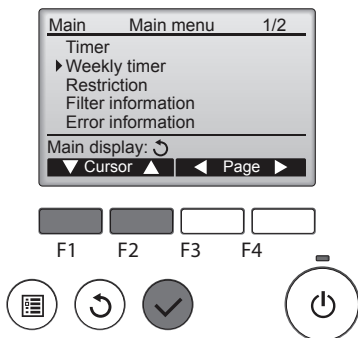 Main Main menu 1/2
Timer
Weekly timer
Restriction
Filter information
Error information
Main display:
Cursor Page
F1 F2 F3 F4